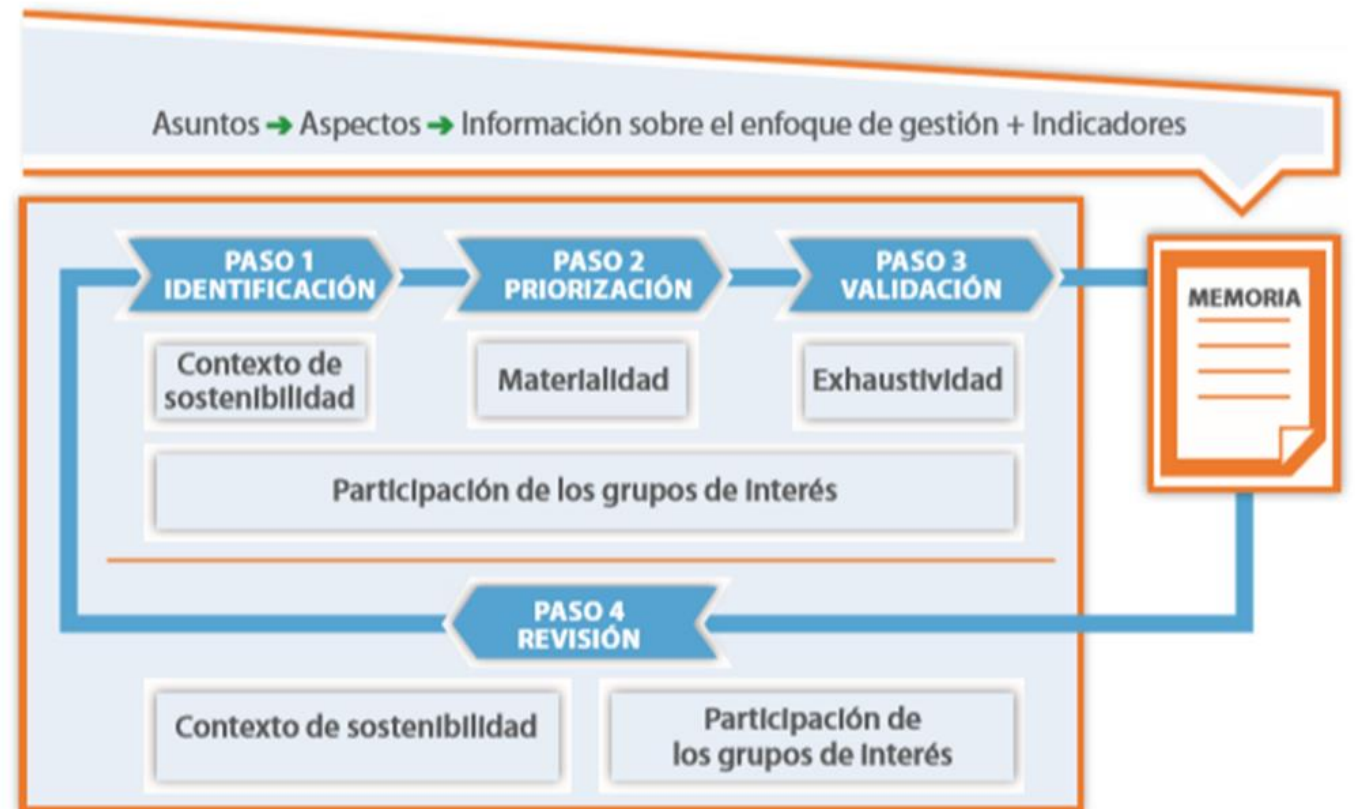 Asuntos → Aspectos → Información sobre el enfoque de gestión + Indicadores
PASO 1
IDENTIFICACIÓN
PASO 2
PRIORIZACIÓN
PASO 3
VALIDACIÓN
MEMORIA
Contexto de
sostenibilidad
Materialidad
Exhaustividad
Participación de los grupos de interés
PASO 4
REVISIÓN
Contexto de sostenibilidad
Participación de
los grupos de interés